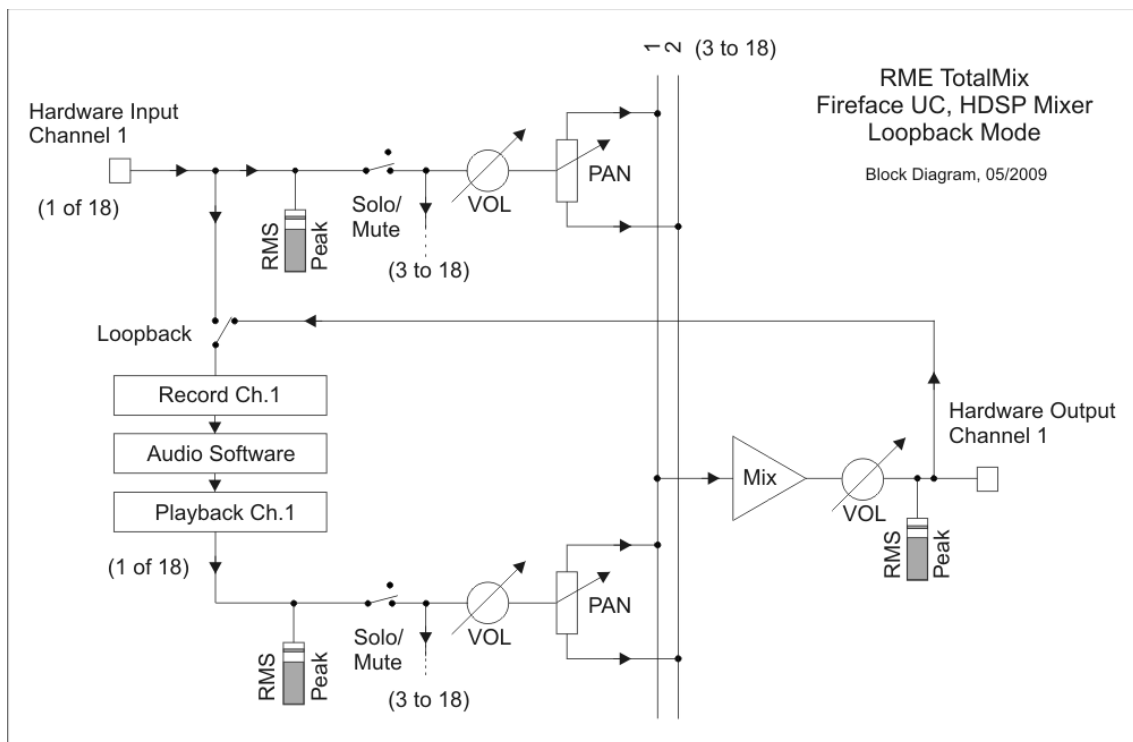 1
2
(3 to 18)
RME TotalMix
Fireface UC, HDSP Mixer
Loopback Mode
Block Diagram, 05/2009
Hardware Input
Channel 1
(1 of 18)
RMS
Peak
Solo/
Mute
(3 to 18)
VOL
PAN
Loopback
Record Ch.1
Audio Software
Playback Ch.1
(1 of 18)
Mix
VOL
RMS
Peak
Hardware Output
Channel 1
RMS
Peak
Solo/
Mute
(3 to 18)
VOL
PAN